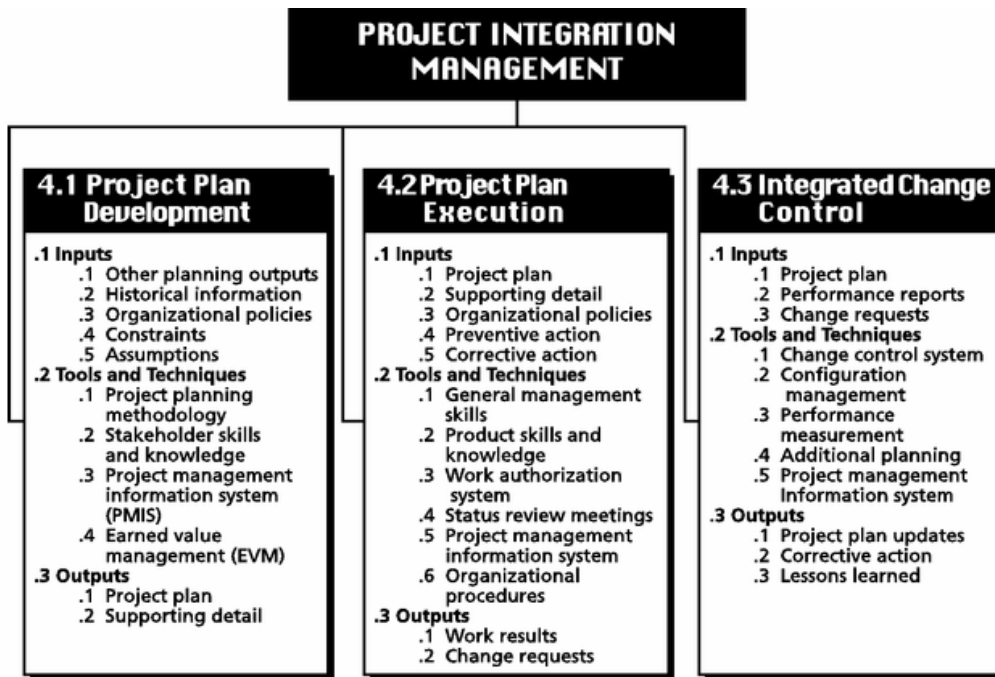 PROJECT INTEGRATION
MANAGEMENT
4.1 Project Plan
Development
.1 Inputs
.1 Other planning outputs
.2 Historical information
.3 Organizational policies
.4 Constraints
.5 Assumptions
.2 Tools and Techniques
.1 Project planning
methodology
.2 Stakeholder skills
and knowledge
.3 Project management
information system
(PMIS)
.4 Earned value
management (EVM)
.3 Outputs
.1 Project plan
.2 Supporting detail
4.2 Project Plan
Execution
.1 Inputs
.1 Project plan
.2 Supporting detail
.3 Organizational policies
.4 Preventive action
.5 Corrective action
.2 Tools and Techniques
.1 General management
skills
.2 Product skills and
knowledge
.3 Work authorization
system
.4 Status review meetings
.5 Project management
information system
.6 Organizational
procedures
.3 Outputs
.1 Work results
.2 Change requests
4.3 Integrated Change
Control
.1 Inputs
.1 Project plan
.2 Performance reports
.3 Change requests
.2 Tools and Techniques
.1 Change control system
.2 Configuration
management
.3 Performance
measurement
.4 Additional planning
.5 Project management
Information system
.3 Outputs
.1 Project plan updates
.2 Corrective action
.3 Lessons learned